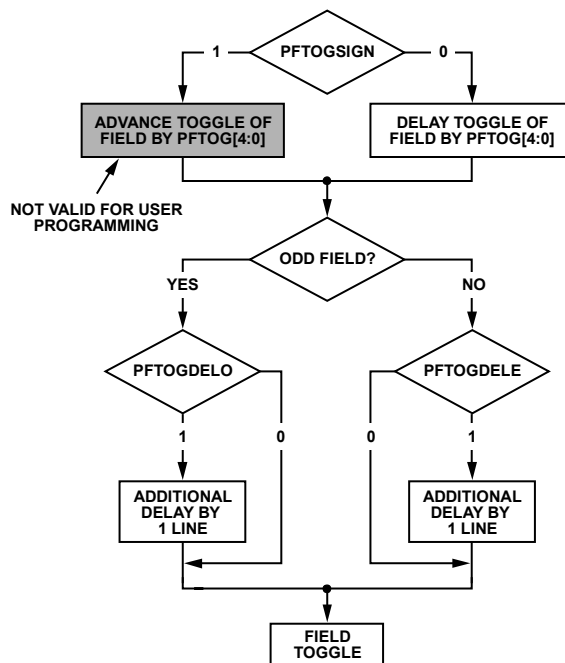 1
PFTOGSIGN
0
ADVANCE TOGGLE OF
FIELD BY PFTOG[4:0]
DELAY TOGGLE OF
FIELD BY PFTOG[4:0]
NOT VALID FOR USER
PROGRAMMING
ODD FIELD?
YES
NO
PFTOGDELO
PFTOGDELE
1
0
0
1
ADDITIONAL
DELAY BY
1 LINE
ADDITIONAL
DELAY BY
1 LINE
FIELD
TOGGLE